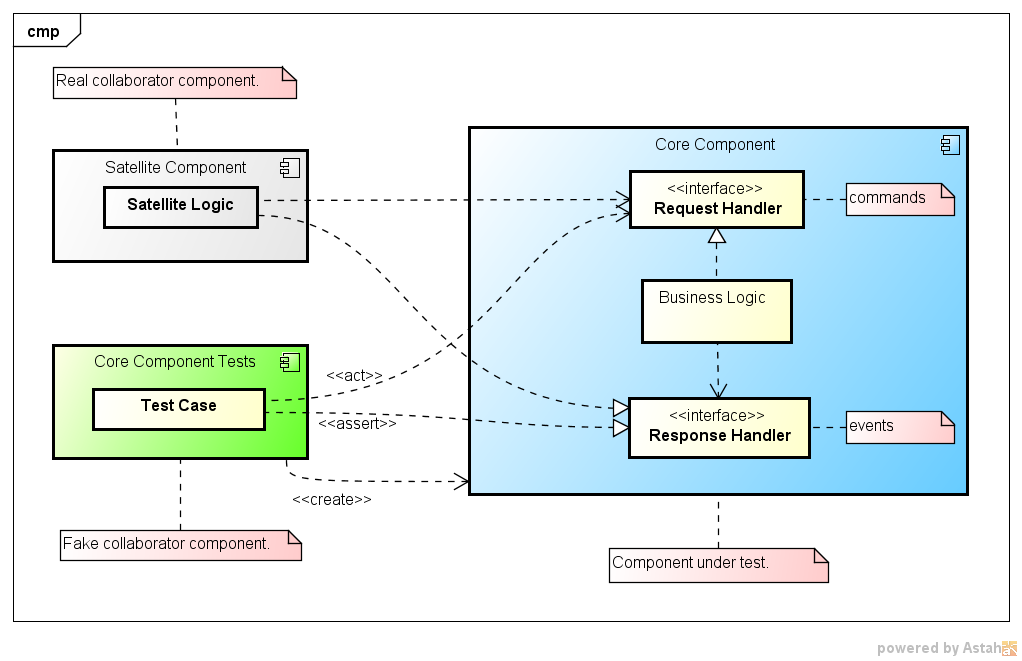 cmp
Real collaborator component.
Satellite Component
Satellite Logic
Core Component
<<interface>>
Request Handler
commands
Business Logic
Core Component Tests
Test Case
<<act>>
<<assert>>
<<interface>>
Response Handler
events
<<create>>
Fake collaborator component.
Component under test.
powered by Astah